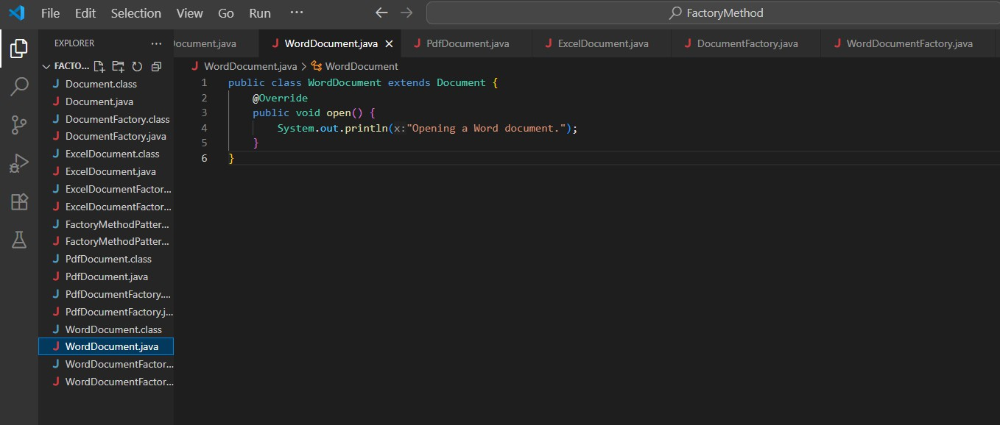 File Edit Selection View Go Run ··· FactoryMethod
EXPLORER ···
Document.java WordDocument.java PdfDocument.java ExcelDocument.java DocumentFactory.java WordDocumentFactory.java
FACTO...
Document.class
Document.java
DocumentFactory.class
DocumentFactory.java
ExcelDocument.class
ExcelDocument.java
ExcelDocumentFactor...
ExcelDocumentFactor...
FactoryMethodPatter...
FactoryMethodPatter...
PdfDocument.class
PdfDocument.java
PdfDocumentFactory....
PdfDocumentFactory.j...
WordDocument.class
WordDocument.java
WordDocumentFactor...
WordDocumentFactor...
WordDocument.java > WordDocument
1 public class WordDocument extends Document {
2 @Override
3 public void open() {
4 System.out.println(x:"Opening a Word document.");
5 }
6 }